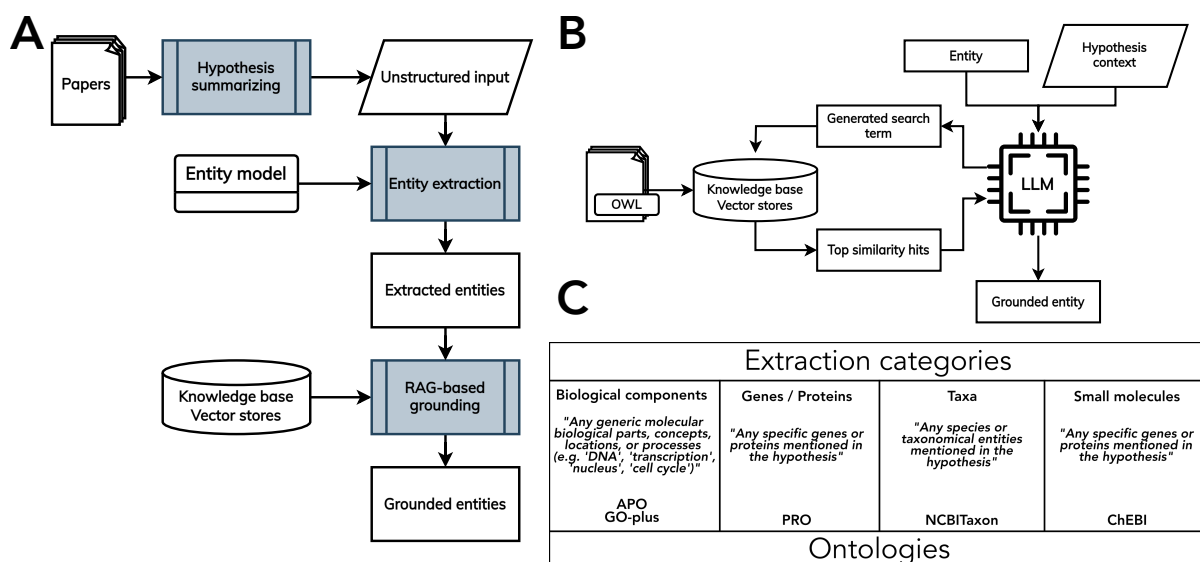 A
Papers
Hypothesis
summarizing
Unstructured input
Entity model
Entity extraction
Extracted entities
Knowledge base
Vector stores
RAG-based
grounding
Grounded entities
B
Entity
Hypothesis
context
Generated search
term
OWL
Knowledge base
Vector stores
LLM
Top similarity hits
Grounded entity
C
Extraction categories
Biological components
"Any generic molecular
biological parts, concepts,
locations, or processes
(e.g. 'DNA', 'transcription',
'nucleus', 'cell cycle')"
APO
GO-plus
Genes / Proteins
"Any specific genes or
proteins mentioned in
the hypothesis"
PRO
Taxa
"Any species or
taxonomical entities
mentioned in the
hypothesis"
NCBITaxon
Small molecules
"Any specific genes or
proteins mentioned in
the hypothesis"
ChEBI
Ontologies